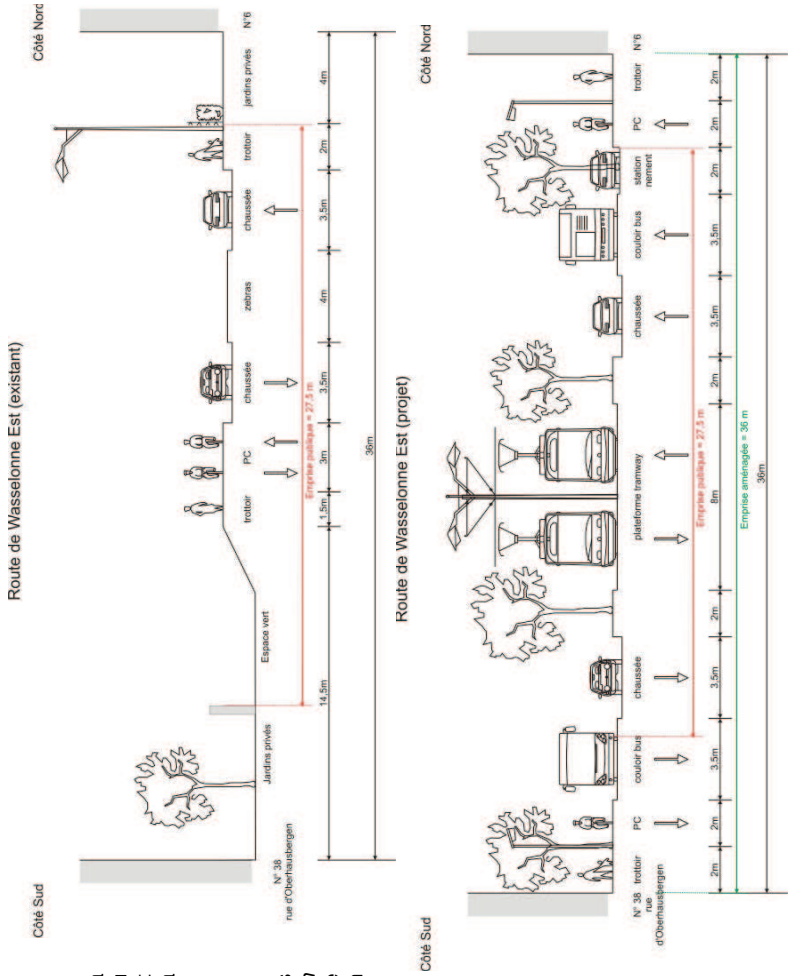 Route de Wasselonne Est (existant)
Côté Sud
Côté Nord
N° 38
rue d'Oberhausbergen
Jardins privés
Espace vert
trottoir
PC
chaussée
zebras
chaussée
trottoir
jardins privés
N°6
Emprise publique = 27,5 m
14,5m
1,5m
3m
3,5m
4m
3,5m
2m
4m
36m
Route de Wasselonne Est (projet)
Côté Sud
Côté Nord
N° 38
rue
d'Oberhausbergen
trottoir
PC
couloir bus
chaussée
plateforme tramway
chaussée
couloir bus
station
nement
PC
trottoir
N°6
Emprise publique = 27,5 m
2m
2m
3,5m
3,5m
2m
8m
2m
3,5m
3,5m
2m
2m
2m
Emprise aménagée = 36 m
36m